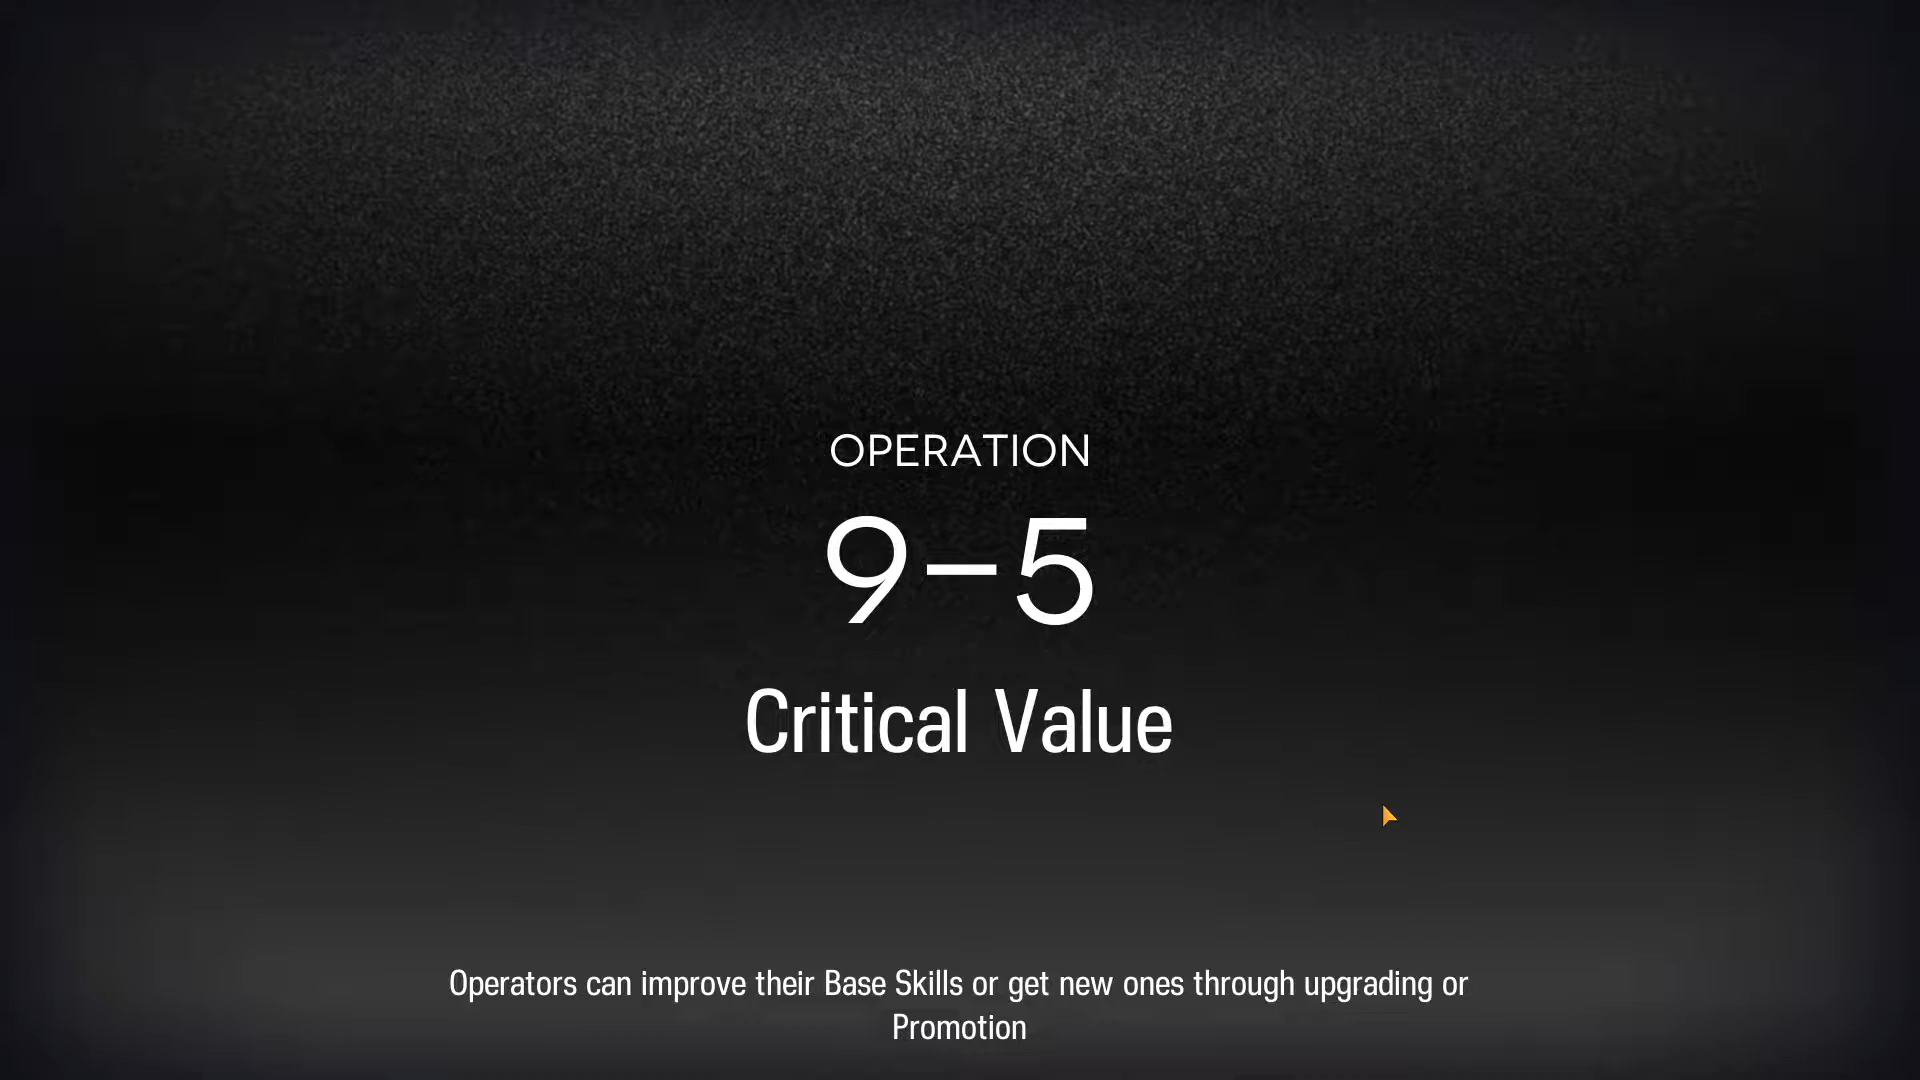 OPERATION
9-5
Critical Value
Operators can improve their Base Skills or get new ones through upgrading or
Promotion